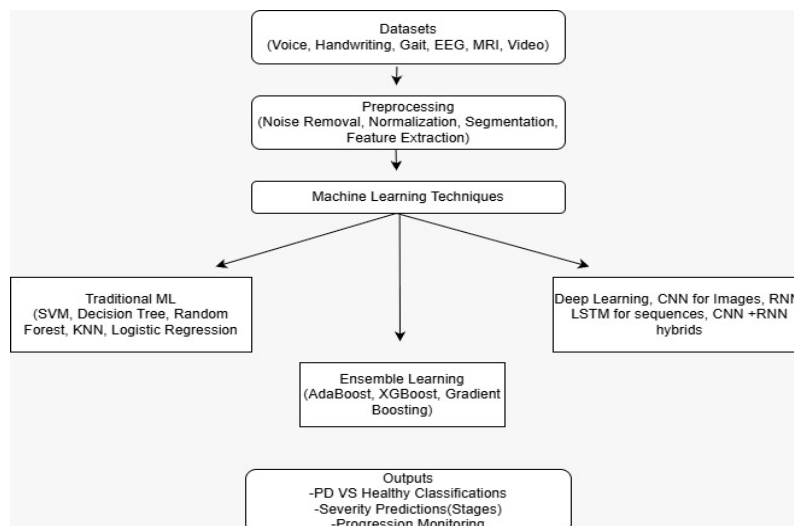 Datasets
(Voice, Handwriting, Gait, EEG, MRI, Video)
Preprocessing
(Noise Removal, Normalization, Segmentation,
Feature Extraction)
Machine Learning Techniques
Traditional ML
(SVM, Decision Tree, Random
Forest, KNN, Logistic Regression
Deep Learning, CNN for Images, RNN
LSTM for sequences, CNN +RNN
hybrids
Ensemble Learning
(AdaBoost, XGBoost, Gradient
Boosting)
Outputs
-PD VS Healthy Classifications
-Severity Predictions(Stages)
-Progression Monitoring